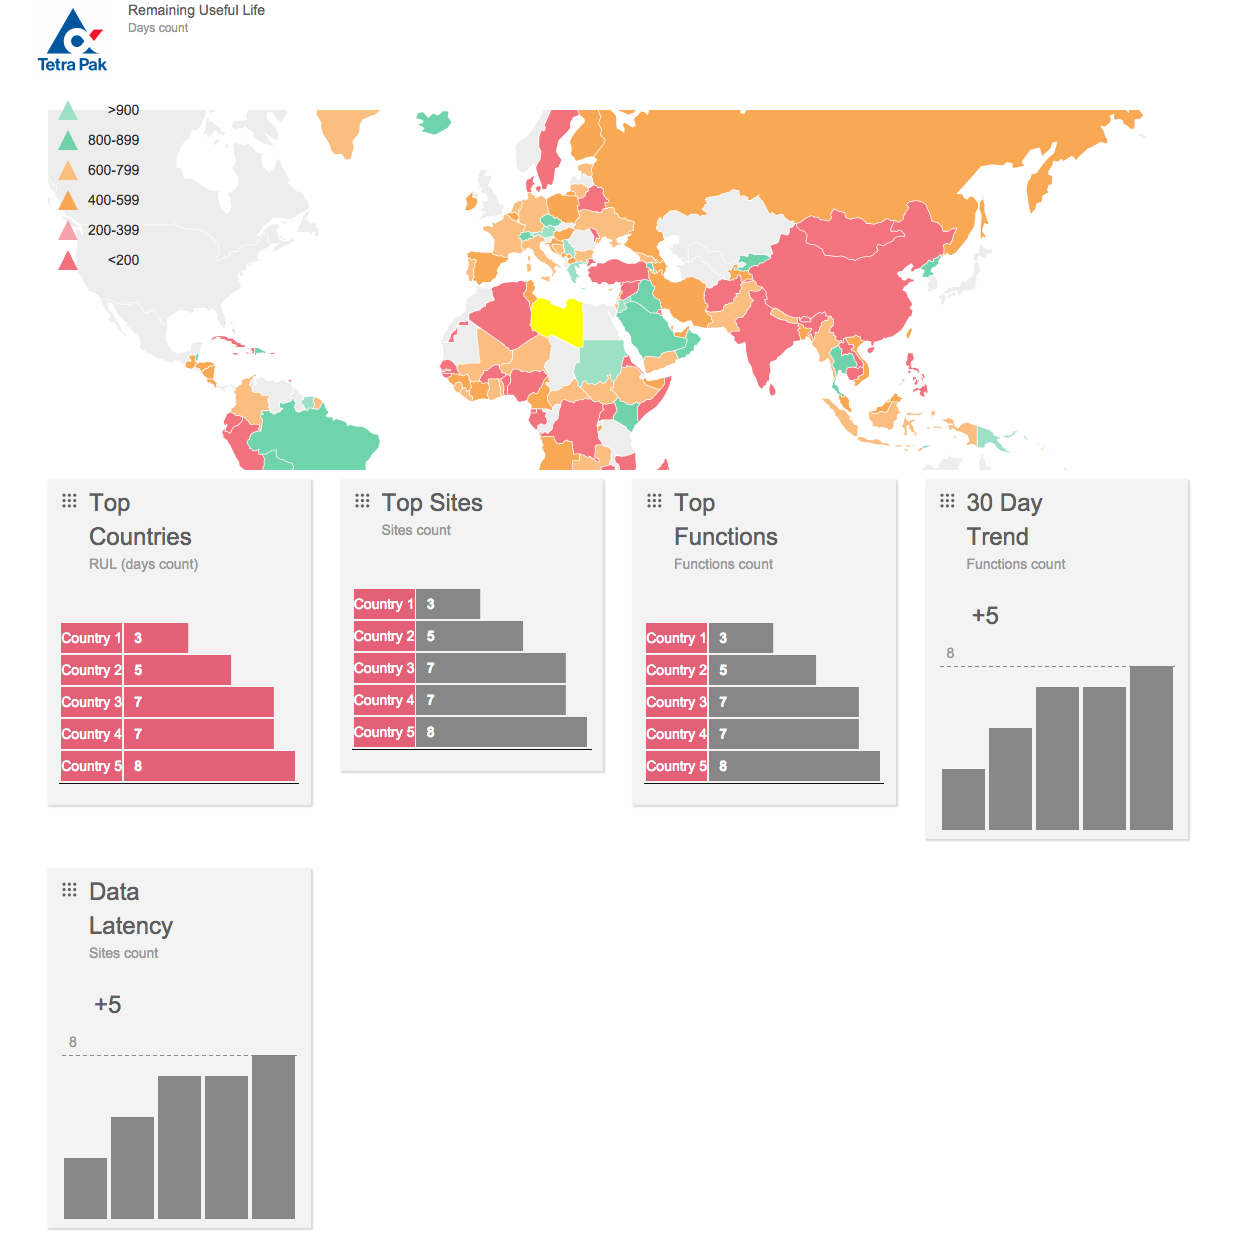 Remaining Useful Life
Days count
Tetra Pak
>900
800-899
600-799
400-599
200-399
<200
Top
Countries
RUL (days count)
Country 1 3
Country 2 5
Country 3 7
Country 4 7
Country 5 8
Top Sites
Sites count
Country 1 3
Country 2 5
Country 3 7
Country 4 7
Country 5 8
Top
Functions
Functions count
Country 1 3
Country 2 5
Country 3 7
Country 4 7
Country 5 8
30 Day
Trend
Functions count
+5
8
Data
Latency
Sites count
+5
8